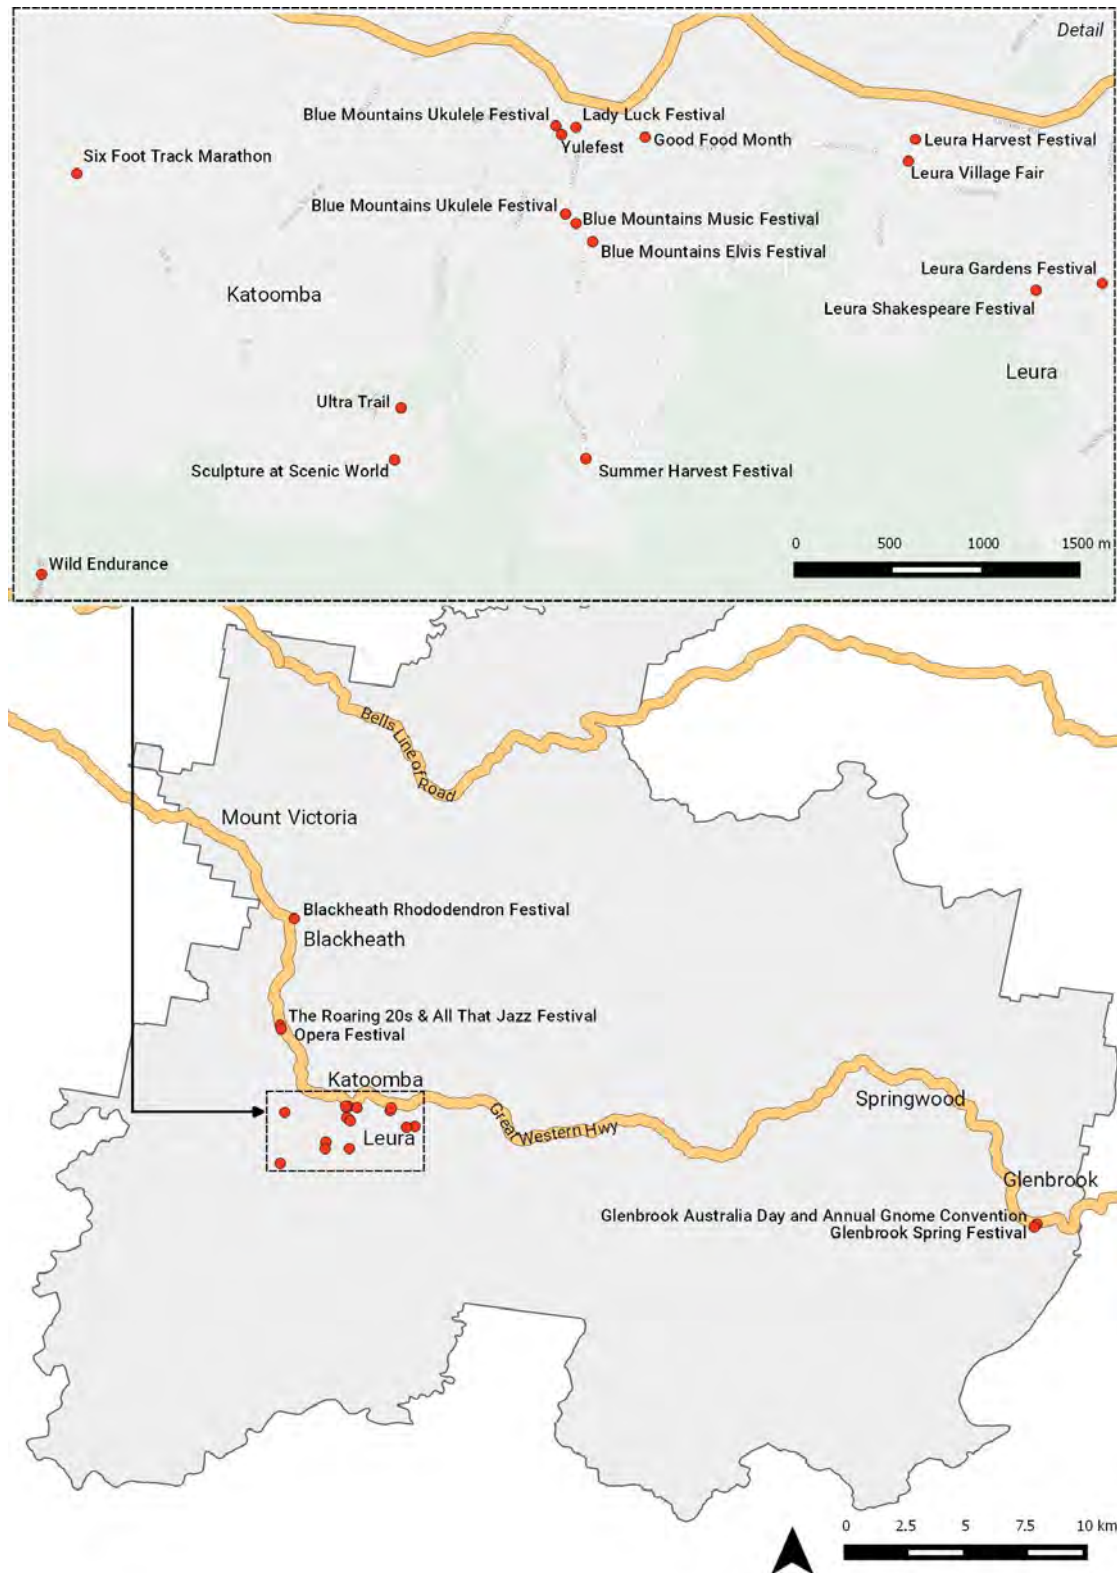 Detail
Blue Mountains Ukulele Festival
Lady Luck Festival
Yulefest
Good Food Month
Leura Harvest Festival
Leura Village Fair
Six Foot Track Marathon
Blue Mountains Ukulele Festival
Blue Mountains Music Festival
Blue Mountains Elvis Festival
Leura Gardens Festival
Leura Shakespeare Festival
Katoomba
Leura
Ultra Trail
Sculpture at Scenic World
Summer Harvest Festival
0 500 1000 1500 m
Wild Endurance
Bells Line of Road
Mount Victoria
Blackheath Rhododendron Festival
Blackheath
The Roaring 20s & All That Jazz Festival
Opera Festival
Katoomba
Leura
Great Western Hwy
Springwood
Glenbrook
Glenbrook Australia Day and Annual Gnome Convention
Glenbrook Spring Festival
0 2.5 5 7.5 10 km